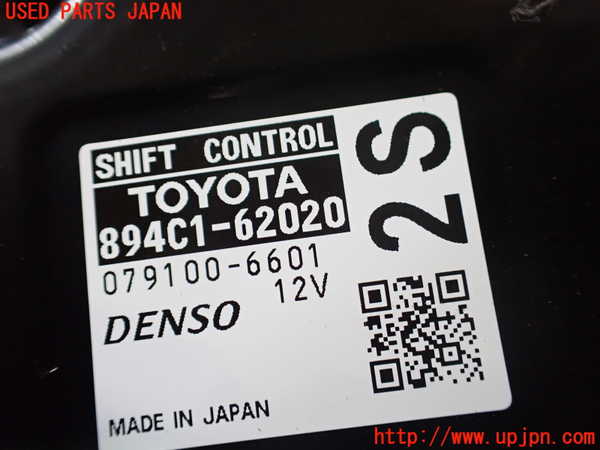 USED PARTS JAPAN
SHIFT CONTROL
TOYOTA
894C1-62020
079100-6601
12V
DENSO
MADE IN JAPAN
2S
http://www.upjpn.com/